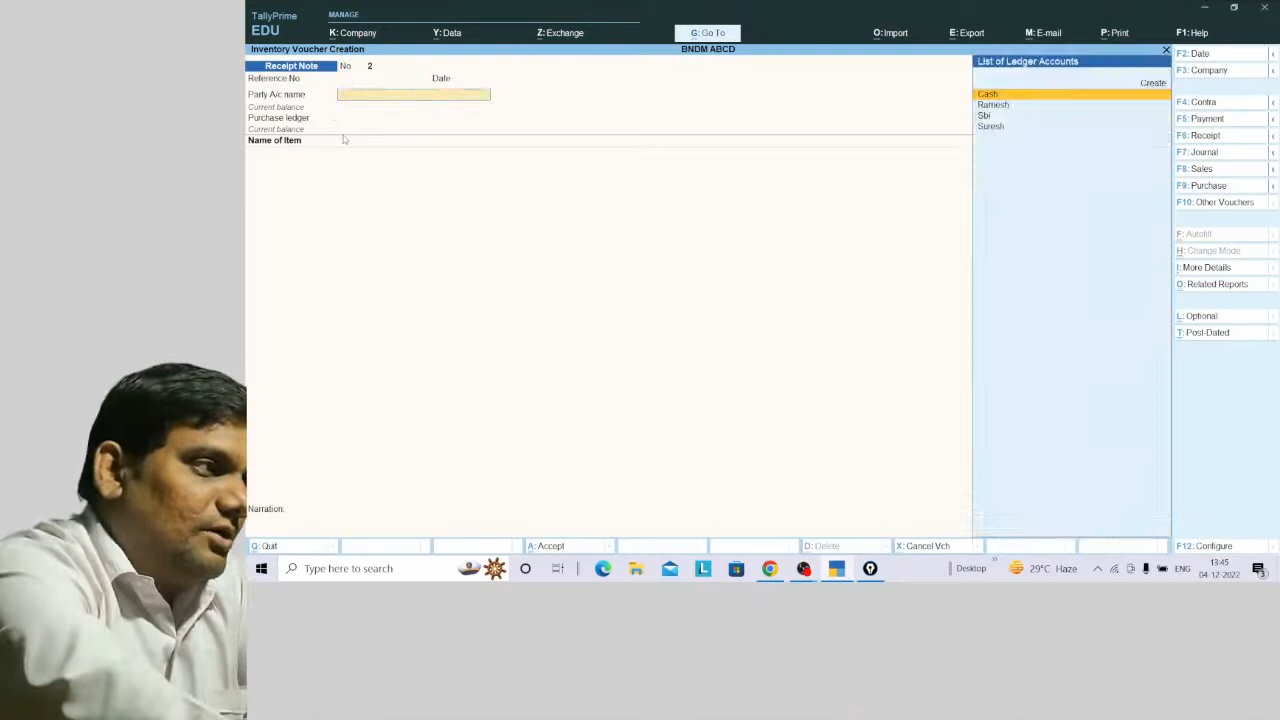 TallyPrime
EDU
MANAGE
K: Company
Y: Data
Z: Exchange
G: Go To
O: Import
E: Export
M: E-mail
P: Print
F1: Help
Inventory Voucher Creation
BNDM ABCD
Receipt Note No 2
Reference No
Date
Party A/c name
Current balance
Purchase ledger
Current balance
Name of Item
Narration:
List of Ledger Accounts
Create
Cash
Ramesh
Sbi
Suresh
F2: Date
F3: Company
F4: Contra
F5: Payment
F6: Receipt
F7: Journal
F8: Sales
F9: Purchase
F10: Other Vouchers
F: Autofill
H: Change Mode
I: More Details
O: Related Reports
L: Optional
T: Post-Dated
Q: Quit
A: Accept
D: Delete
X: Cancel Vch
F12: Configure
Type here to search
Desktop
29°C Haze
ENG
13:45
04-12-2022
3